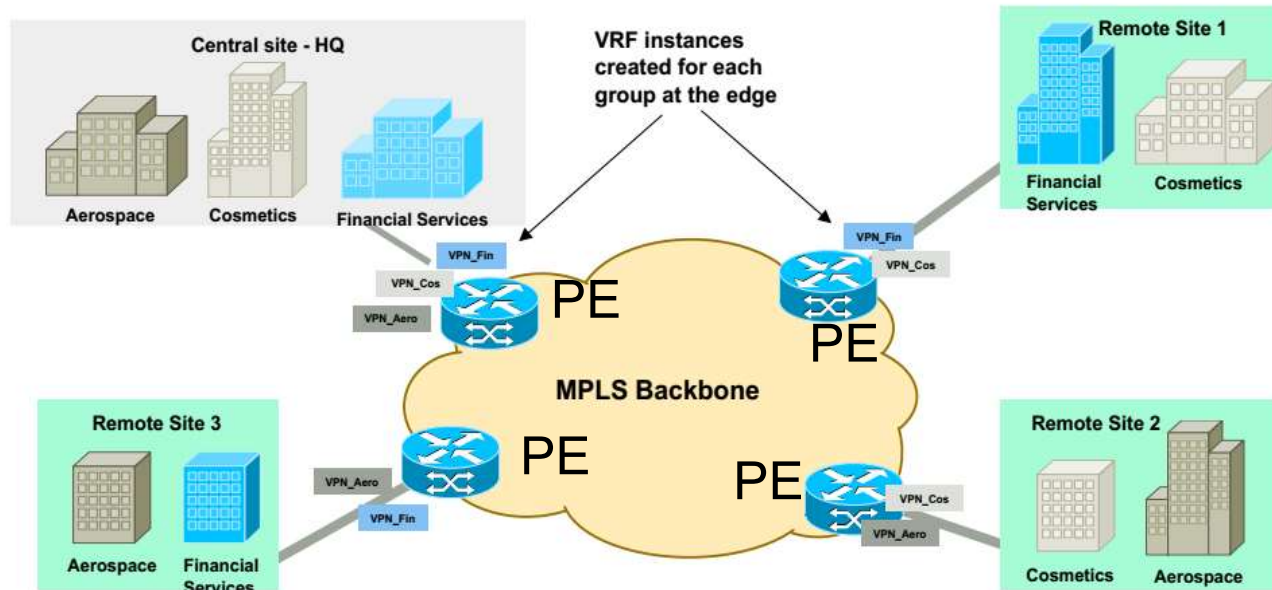 Central site - HQ
Aerospace
Cosmetics
Financial Services
VRF instances
created for each
group at the edge
Remote Site 1
Financial
Services
Cosmetics
VPN_Fin
VPN_Cos
VPN_Aero
PE
VPN_Fin
VPN_Cos
PE
MPLS Backbone
Remote Site 3
Aerospace
Financial
Services
VPN_Aero
VPN_Fin
PE
PE
VPN_Cos
VPN_Aero
Remote Site 2
Cosmetics
Aerospace